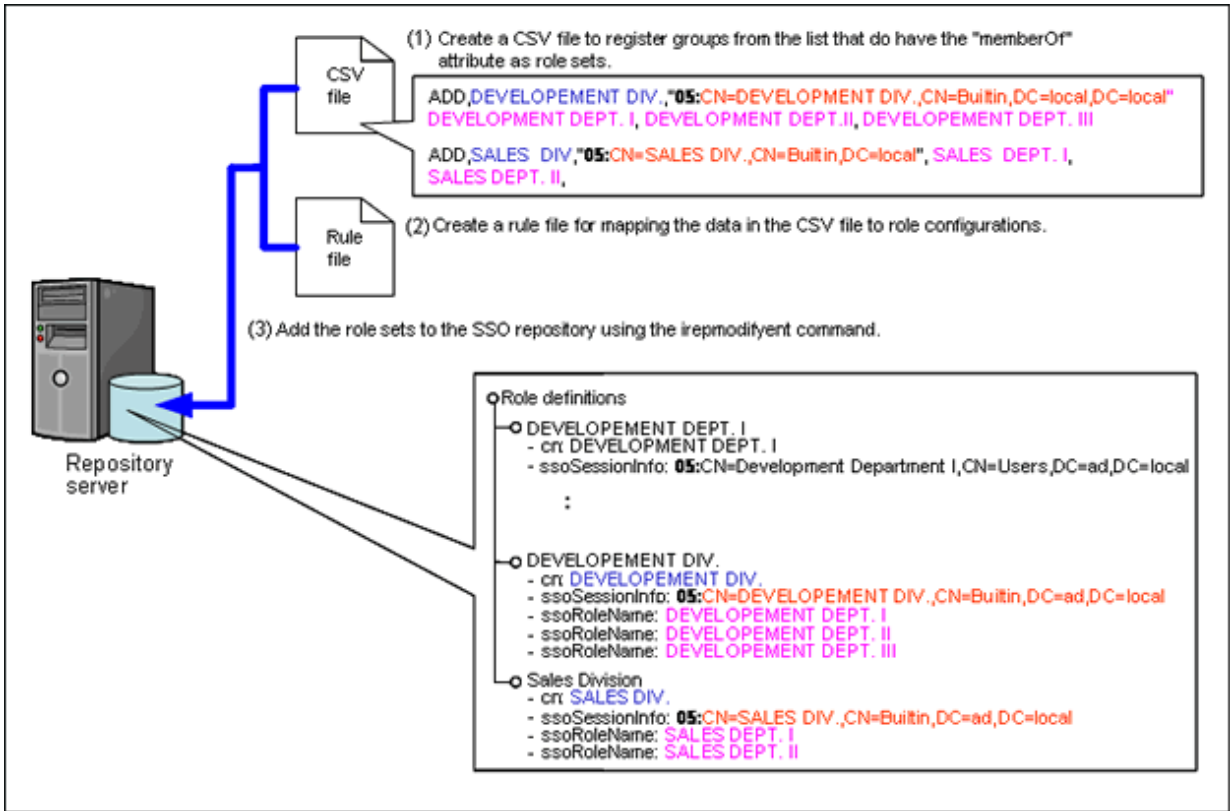 (1) Create a CSV file to register groups from the list that do have the "memberOf"
attribute as role sets.
CSV
file
ADD,DEVELOPEMENT DIV.,"05:CN=DEVELOPMENT DIV.,CN=Builtin,DC=local,DC=local"
DEVELOPMENT DEPT. I, DEVELOPMENT DEPT.II, DEVELOPEMENT DEPT. III
ADD,SALES DIV,"05:CN=SALES DIV.,CN=Builtin,DC=local", SALES DEPT. I,
SALES DEPT. II,
(2) Create a rule file for mapping the data in the CSV file to role configurations.
Rule
file
(3) Add the role sets to the SSO repository using the irepmodifyent command.
Repository
server
Role definitions
DEVELOPEMENT DEPT. I
- cn: DEVELOPMENT DEPT. I
- ssoSessionInfo: 05:CN=Development Department I,CN=Users,DC=ad,DC=local
:
DEVELOPEMENT DIV.
- cn: DEVELOPEMENT DIV.
- ssoSessionInfo: 05:CN=DEVELOPEMENT DIV.,CN=Builtin,DC=ad,DC=local
- ssoRoleName: DEVELOPEMENT DEPT. I
- ssoRoleName: DEVELOPEMENT DEPT. II
- ssoRoleName: DEVELOPEMENT DEPT. III
Sales Division
- cn: SALES DIV.
- ssoSessionInfo: 05:CN=SALES DIV.,CN=Builtin,DC=ad,DC=local
- ssoRoleName: SALES DEPT. I
- ssoRoleName: SALES DEPT. II